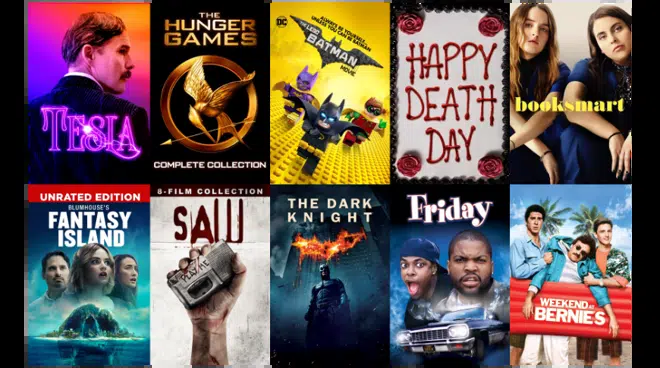 TESLA
THE
HUNGER
GAMES
COMPLETE COLLECTION
DC
ALWAYS BE YOURSELF.
UNLESS YOU CAN BE BATMAN.
THE LEGO
BATMAN
MOVIE
HAPPY
DEATH
DAY
booksmart
UNRATED EDITION
BLUMHOUSE'S
FANTASY
ISLAND
8-FILM COLLECTION
SAW
PLAY ME
THE DARK
KNIGHT
Friday
WEEKEND AT
BERNIE'S